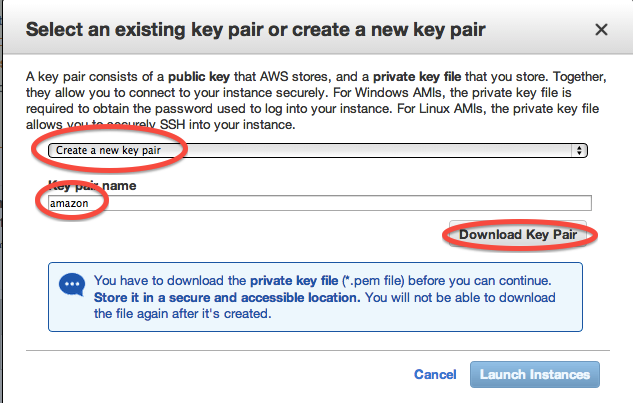 Select an existing key pair or create a new key pair
A key pair consists of a public key that AWS stores, and a private key file that you store. Together,
they allow you to connect to your instance securely. For Windows AMIs, the private key file is
required to obtain the password used to log into your instance. For Linux AMIs, the private key file
allows you to securely SSH into your instance.
Create a new key pair
Key pair name
amazon
Download Key Pair
You have to download the private key file (*.pem file) before you can continue.
Store it in a secure and accessible location. You will not be able to download
the file again after it's created.
Cancel
Launch Instances